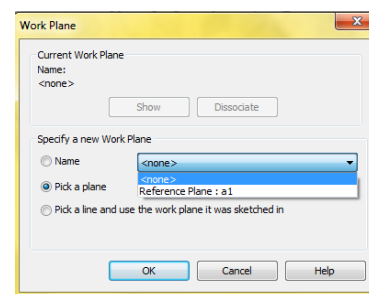 Work Plane
Current Work Plane
Name:
<none>
Show Dissociate
Specify a new Work Plane
Name <none>
<none>
Pick a plane Reference Plane : a1
Pick a line and use the work plane it was sketched in
OK Cancel Help